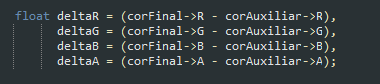 float deltaR = (corFinal->R - corAuxiliar->R),
deltaG = (corFinal->G - corAuxiliar->G),
deltaB = (corFinal->B - corAuxiliar->B),
deltaA = (corFinal->A - corAuxiliar->A);